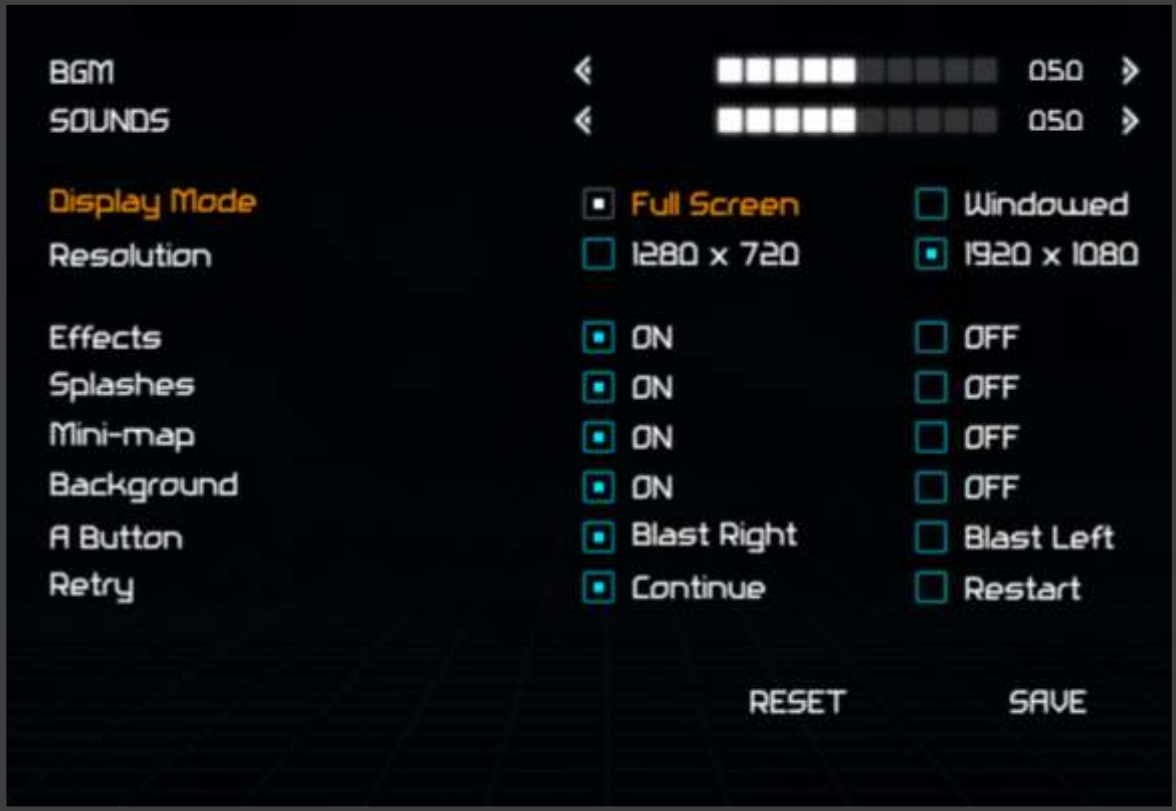 BGM 050
SOUNDS 050
Display Mode Full Screen Windowed
Resolution 1280 x 720 1920 x 1080
Effects ON OFF
Splashes ON OFF
Mini-map ON OFF
Background ON OFF
A Button Blast Right Blast Left
Retry Continue Restart
RESET SAVE